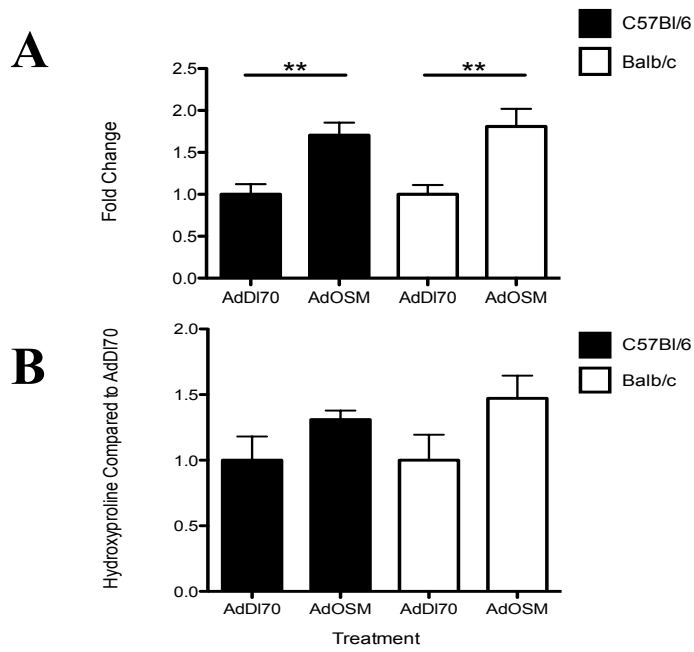 A
C57Bl/6
Balb/c
Fold Change
2.5
2.0
1.5
1.0
0.5
0.0
** **
AdDl70 AdOSM AdDl70 AdOSM
B
C57Bl/6
Balb/c
Hydroxyproline Compared to AdDl70
2.0
1.5
1.0
0.5
0.0
AdDl70 AdOSM AdDl70 AdOSM
Treatment